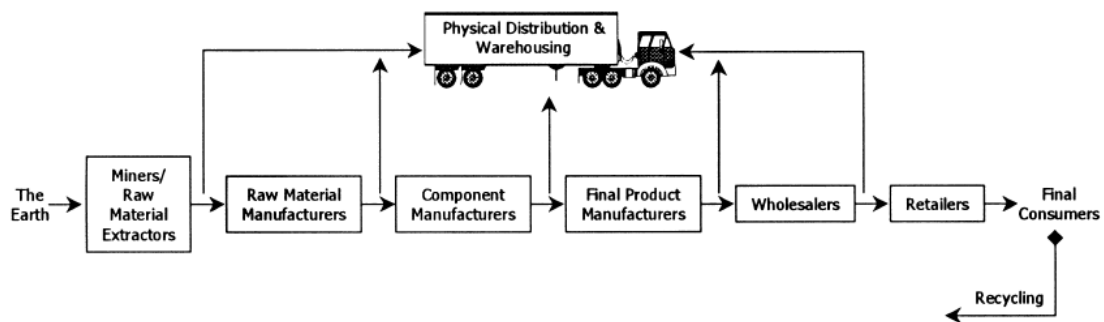 Physical Distribution &
Warehousing
The
Earth
Miners/
Raw
Material
Extractors
Raw Material
Manufacturers
Component
Manufacturers
Final Product
Manufacturers
Wholesalers
Retailers
Final
Consumers
Recycling